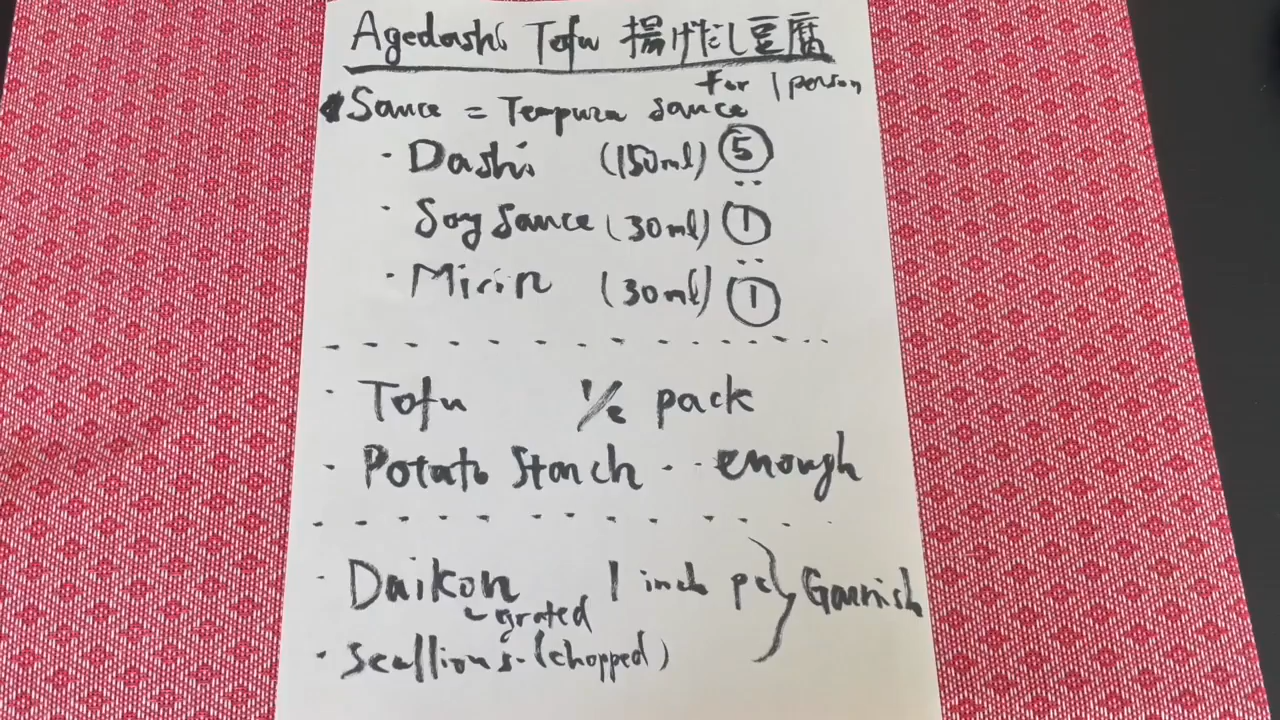 Agedashi Tofu 揚げだし豆腐
For 1 person
Sauce = Tempura sauce
・Dashi (150ml) ⑤
:
・Soy Sauce (30ml) ①
:
・Mirin (30ml) ①
・Tofu 1/2 pack
・Potato Starch ・・enough
・Daikon 1 inch pc } Garnish
~ grated
・Scallions. (chopped)